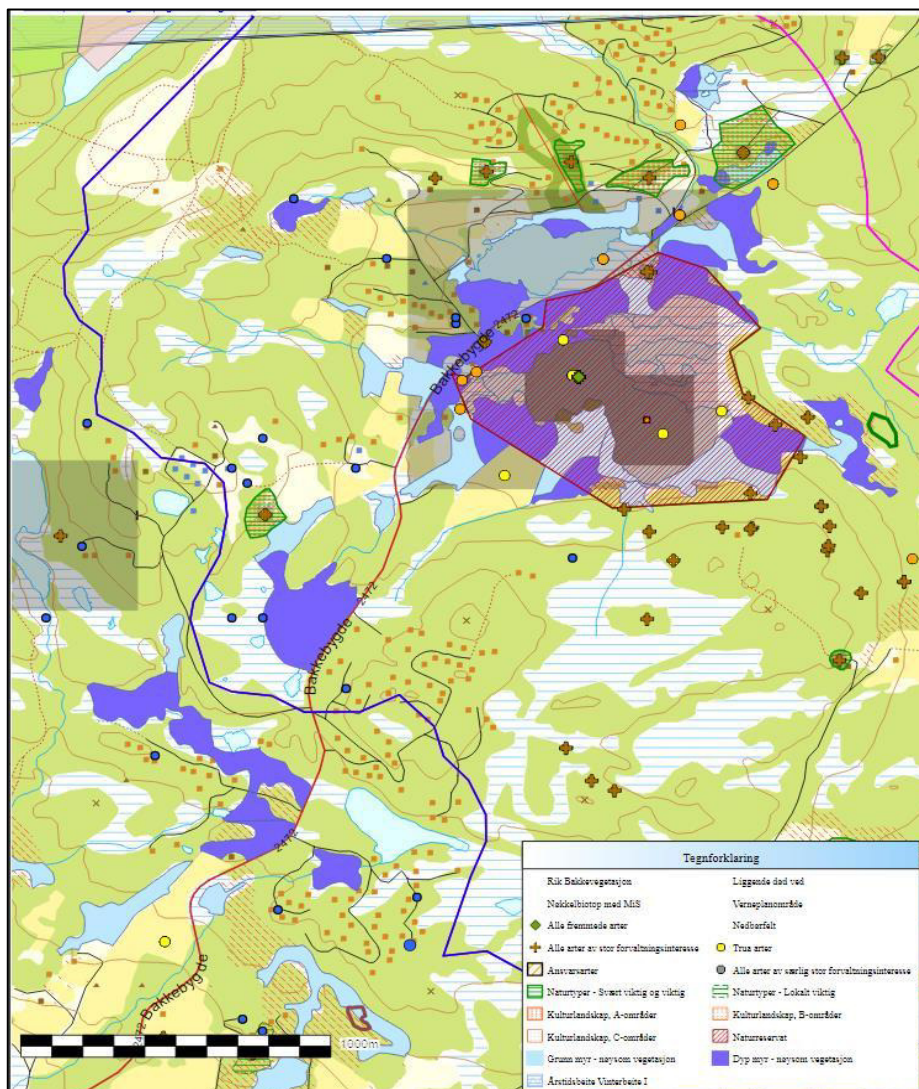 2472
Bakkebygde
2472
Bakkebygde
2472
Bakkebygde
2472
1000m
Tegnforklaring
Rik Bakkevegetasjon
Liggende død ved
Nøkkelbiotop med MiS
Verneplanområde
Alle fremmede arter
Nedbørfelt
Alle arter av stor forvaltningsinteresse
Trua arter
Ansvarsarter
Alle arter av særlig stor forvaltningsinteresse
Naturtyper - Svært viktig og viktig
Naturtyper - Lokalt viktig
Kulturlandskap, A-områder
Kulturlandskap, B-områder
Kulturlandskap, C-områder
Naturreservat
Grunn myr - nøysom vegetasjon
Dyp myr - nøysom vegetasjon
Årstidsbeite Vinterbeite I